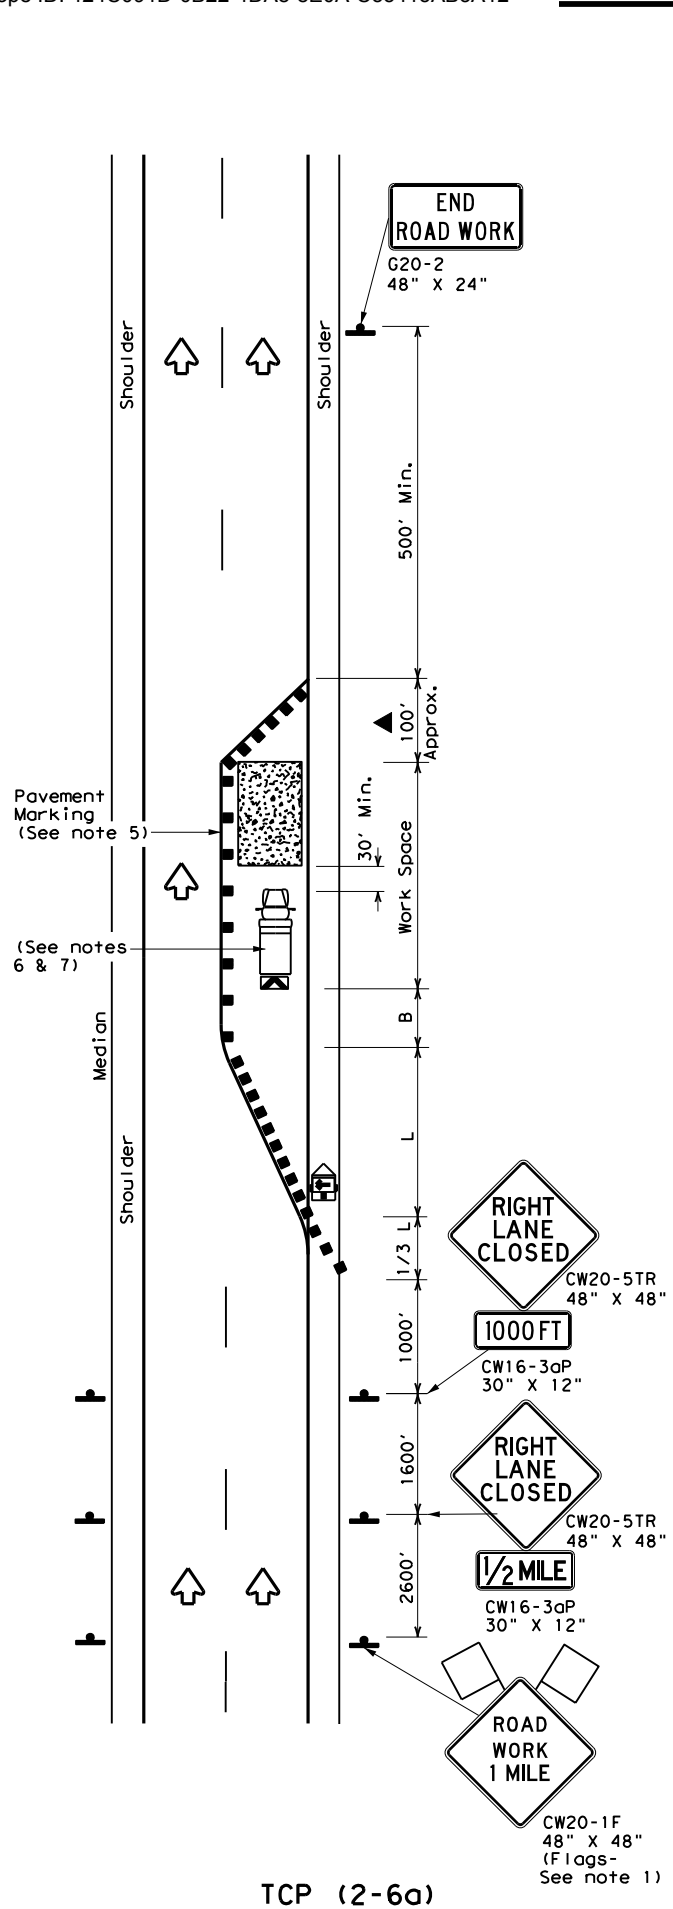 END
ROAD WORK
G20-2
48" X 24"
Shoulder
Shoulder
500' Min.
100'
Approx.
30' Min.
Work Space
Pavement
Marking
(See note 5)
(See notes
6 & 7)
B
Median
L
Shoulder
1/3 L
RIGHT
LANE
CLOSED
CW20-5TR
48" X 48"
1000 FT
CW16-3aP
30" X 12"
1000'
1600'
RIGHT
LANE
CLOSED
CW20-5TR
48" X 48"
1/2 MILE
CW16-3aP
30" X 12"
2600'
ROAD
WORK
1 MILE
CW20-1F
48" X 48"
(Flags-
See note 1)
TCP (2-6a)